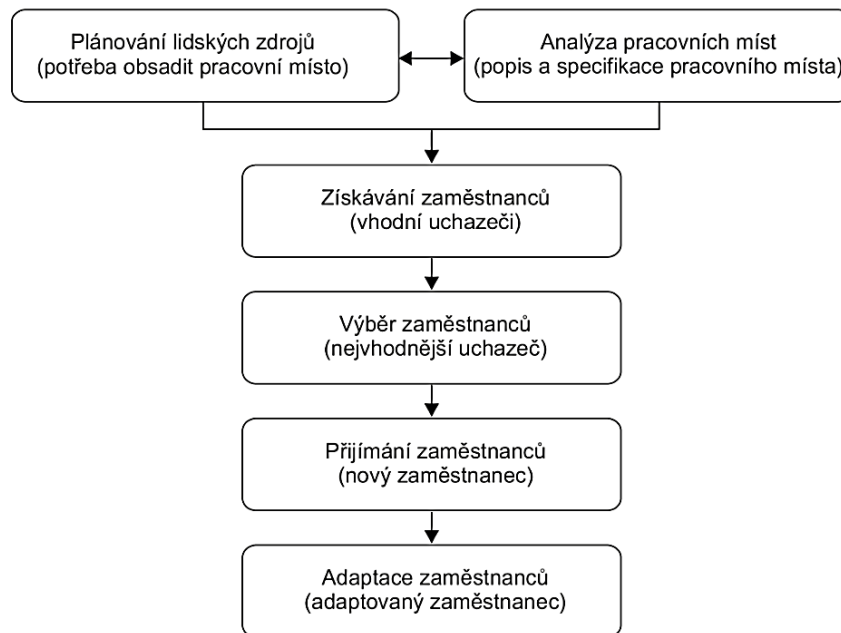 Plánování lidských zdrojů
(potřeba obsadit pracovní místo)
Analýza pracovních míst
(popis a specifikace pracovního místa)
Získávání zaměstnanců
(vhodní uchazeči)
Výběr zaměstnanců
(nejvhodnější uchazeč)
Přijímání zaměstnanců
(nový zaměstnanec)
Adaptace zaměstnanců
(adaptovaný zaměstnanec)